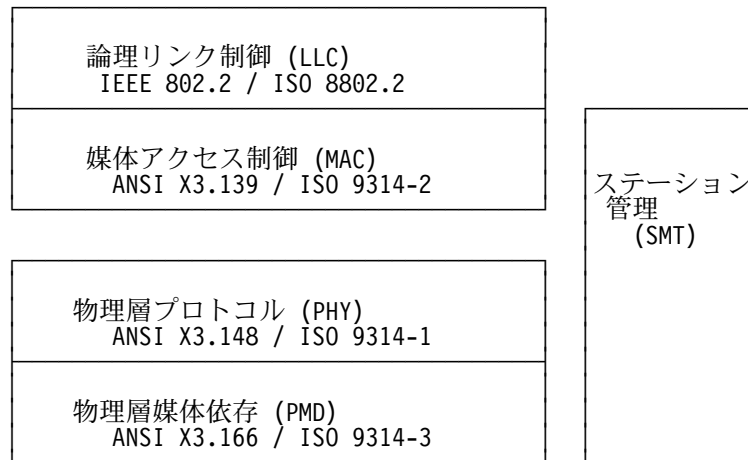 論理リンク制御 (LLC)
IEEE 802.2 / ISO 8802.2
媒体アクセス制御 (MAC)
ANSI X3.139 / ISO 9314-2
ステーション
管理
(SMT)
物理層プロトコル (PHY)
ANSI X3.148 / ISO 9314-1
物理層媒体依存 (PMD)
ANSI X3.166 / ISO 9314-3